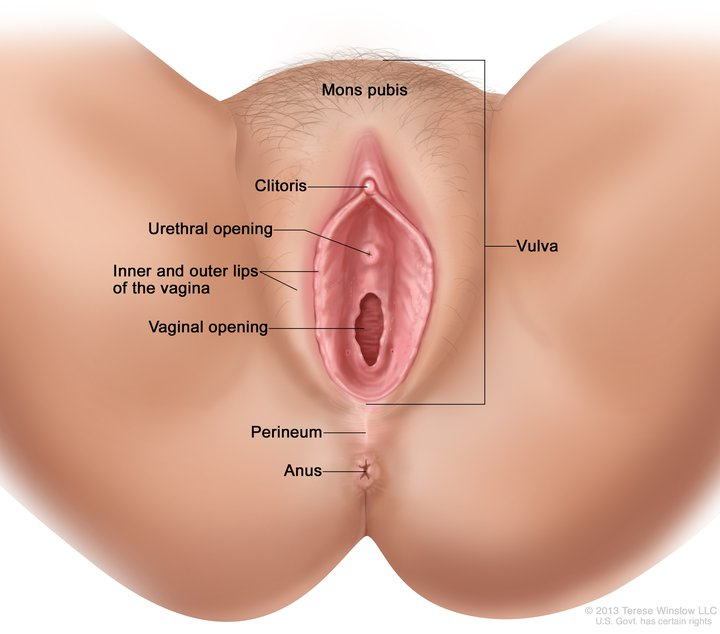 Mons pubis
Clitoris
Urethral opening
Vulva
Inner and outer lips
of the vagina
Vaginal opening
Perineum
Anus
© 2013 Terese Winslow LLC
U.S. Govt. has certain rights